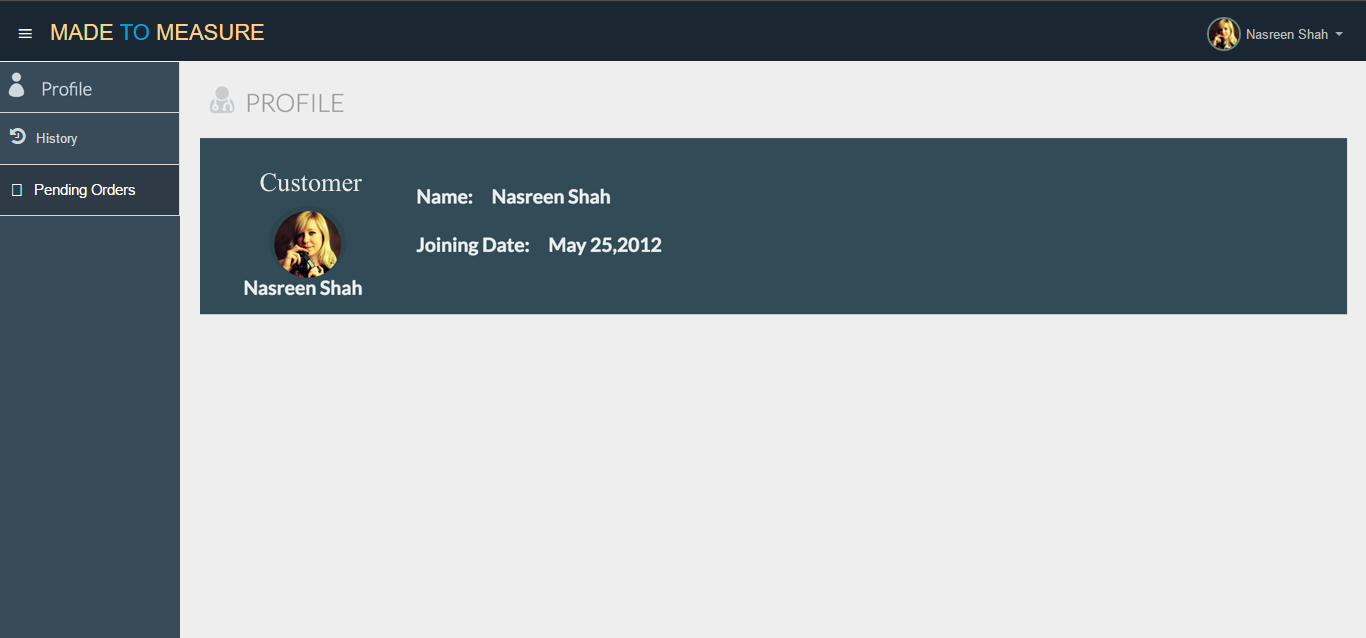 MADE TO MEASURE
Nasreen Shah
Profile
History
Pending Orders
PROFILE
Customer
Nasreen Shah
Name: Nasreen Shah
Joining Date: May 25,2012